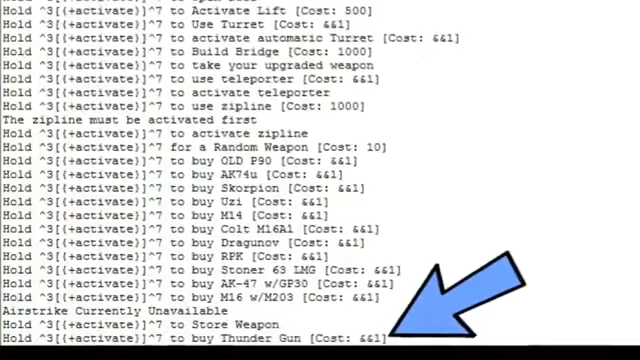 Hold ^3[{+activate}]^7 to Activate Lift [Cost: 500]
Hold ^3[{+activate}]^7 to Use Turret [Cost: &&1]
Hold ^3[{+activate}]^7 to activate automatic Turret [Cost: &&1]
Hold ^3[{+activate}]^7 to Build Bridge [Cost: 1000]
Hold ^3[{+activate}]^7 to take your upgraded weapon
Hold ^3[{+activate}]^7 to use teleporter [Cost: &&1]
Hold ^3[{+activate}]^7 to activate teleporter
Hold ^3[{+activate}]^7 to use zipline [Cost: 1000]
The zipline must be activated first
Hold ^3[{+activate}]^7 to activate zipline
Hold ^3[{+activate}]^7 for a Random Weapon [Cost: 10]
Hold ^3[{+activate}]^7 to buy OLD P90 [Cost: &&1]
Hold ^3[{+activate}]^7 to buy AK74u [Cost: &&1]
Hold ^3[{+activate}]^7 to buy Skorpion [Cost: &&1]
Hold ^3[{+activate}]^7 to buy Uzi [Cost: &&1]
Hold ^3[{+activate}]^7 to buy M14 [Cost: &&1]
Hold ^3[{+activate}]^7 to buy Colt M16A1 [Cost: &&1]
Hold ^3[{+activate}]^7 to buy Dragunov [Cost: &&1]
Hold ^3[{+activate}]^7 to buy RPK [Cost: &&1]
Hold ^3[{+activate}]^7 to buy Stoner 63 LMG [Cost: &&1]
Hold ^3[{+activate}]^7 to buy AK-47 w/GP30 [Cost: &&1]
Hold ^3[{+activate}]^7 to buy M16 w/M203 [Cost: &&1]
Airstrike Currently Unavailable
Hold ^3[{+activate}]^7 to Store Weapon
Hold ^3[{+activate}]^7 to buy Thunder Gun [Cost: &&1]